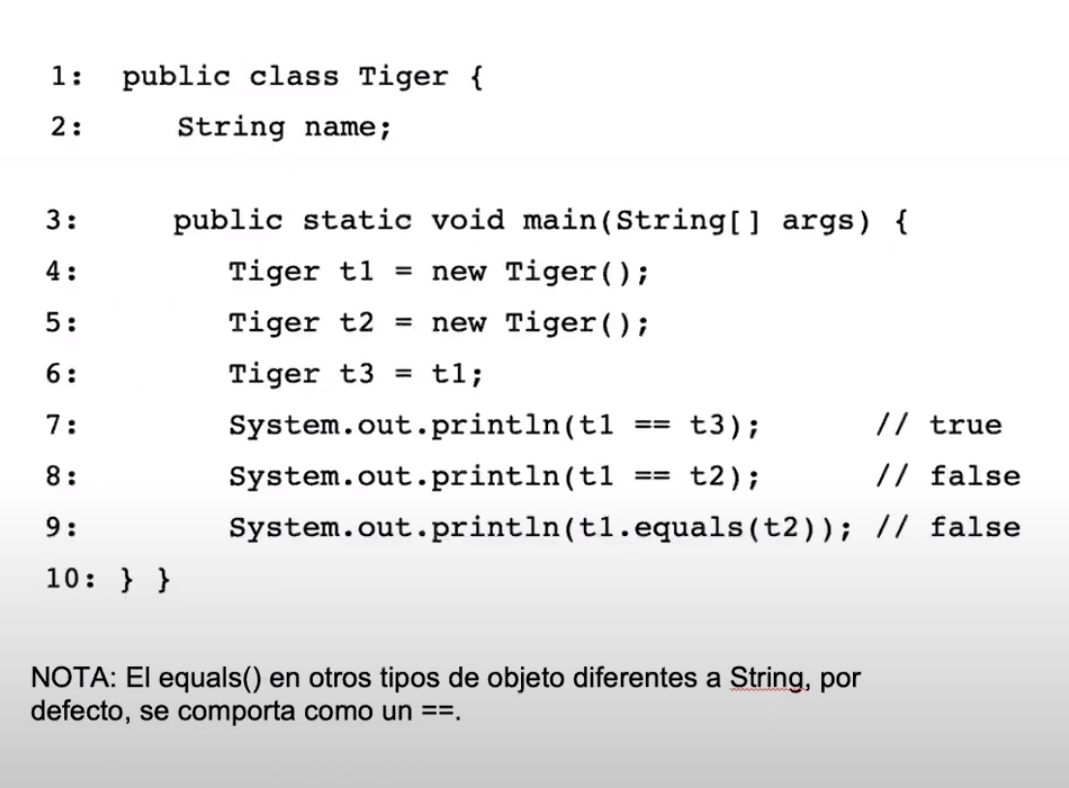 1: public class Tiger {
2: String name;
3: public static void main(String[] args) {
4: Tiger t1 = new Tiger();
5: Tiger t2 = new Tiger();
6: Tiger t3 = t1;
7: System.out.println(t1 == t3); // true
8: System.out.println(t1 == t2); // false
9: System.out.println(t1.equals(t2)); // false
10: } }
NOTA: El equals() en otros tipos de objeto diferentes a String, por
defecto, se comporta como un ==.